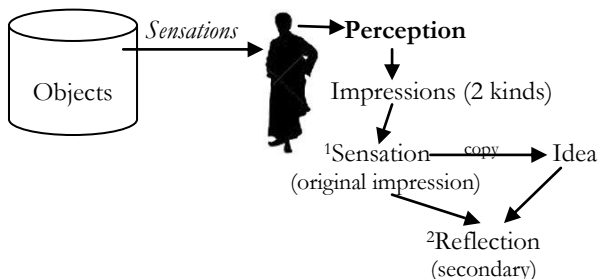 Sensations
Perception
Objects
Impressions (2 kinds)
¹Sensation copy Idea
(original impression)
²Reflection
(secondary)